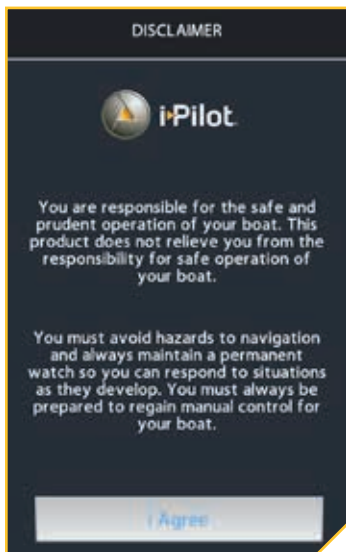 DISCLAIMER
i-Pilot
You are responsible for the safe and
prudent operation of your boat. This
product does not relieve you from the
responsibility for safe operation of
your boat.
You must avoid hazards to navigation
and always maintain a permanent
watch so you can respond to situations
as they develop. You must always be
prepared to regain manual control for
your boat.
I Agree